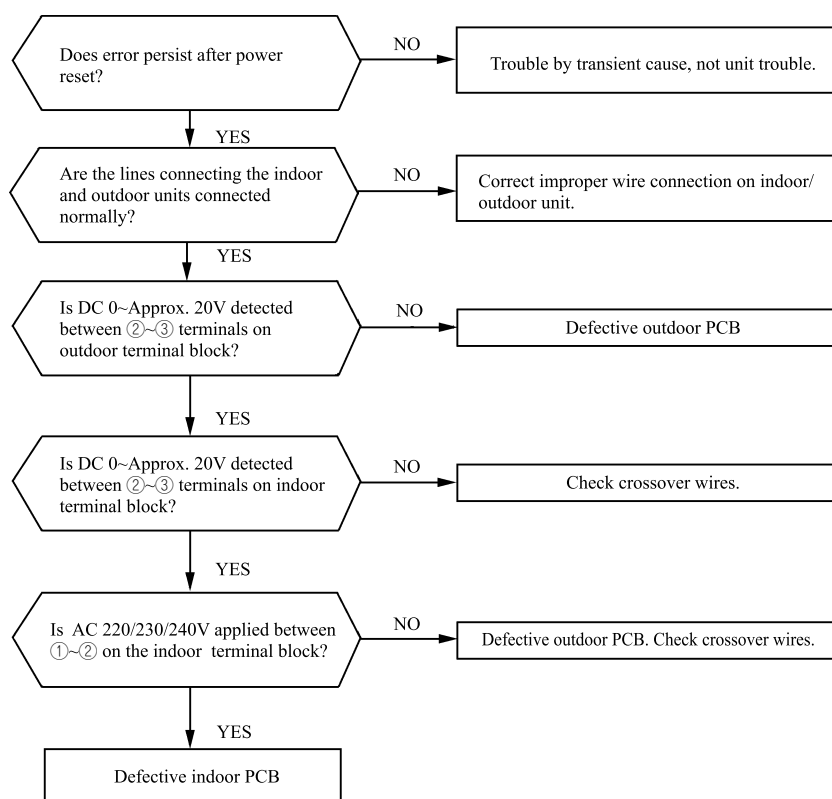 Does error persist after power
reset?
NO
Trouble by transient cause, not unit trouble.
YES
Are the lines connecting the indoor
and outdoor units connected
normally?
NO
Correct improper wire connection on indoor/
outdoor unit.
YES
Is DC 0~Approx. 20V detected
between ②~③ terminals on
outdoor terminal block?
NO
Defective outdoor PCB
YES
Is DC 0~Approx. 20V detected
between ②~③ terminals on indoor
terminal block?
NO
Check crossover wires.
YES
Is AC 220/230/240V applied between
①~② on the indoor terminal block?
NO
Defective outdoor PCB. Check crossover wires.
YES
Defective indoor PCB